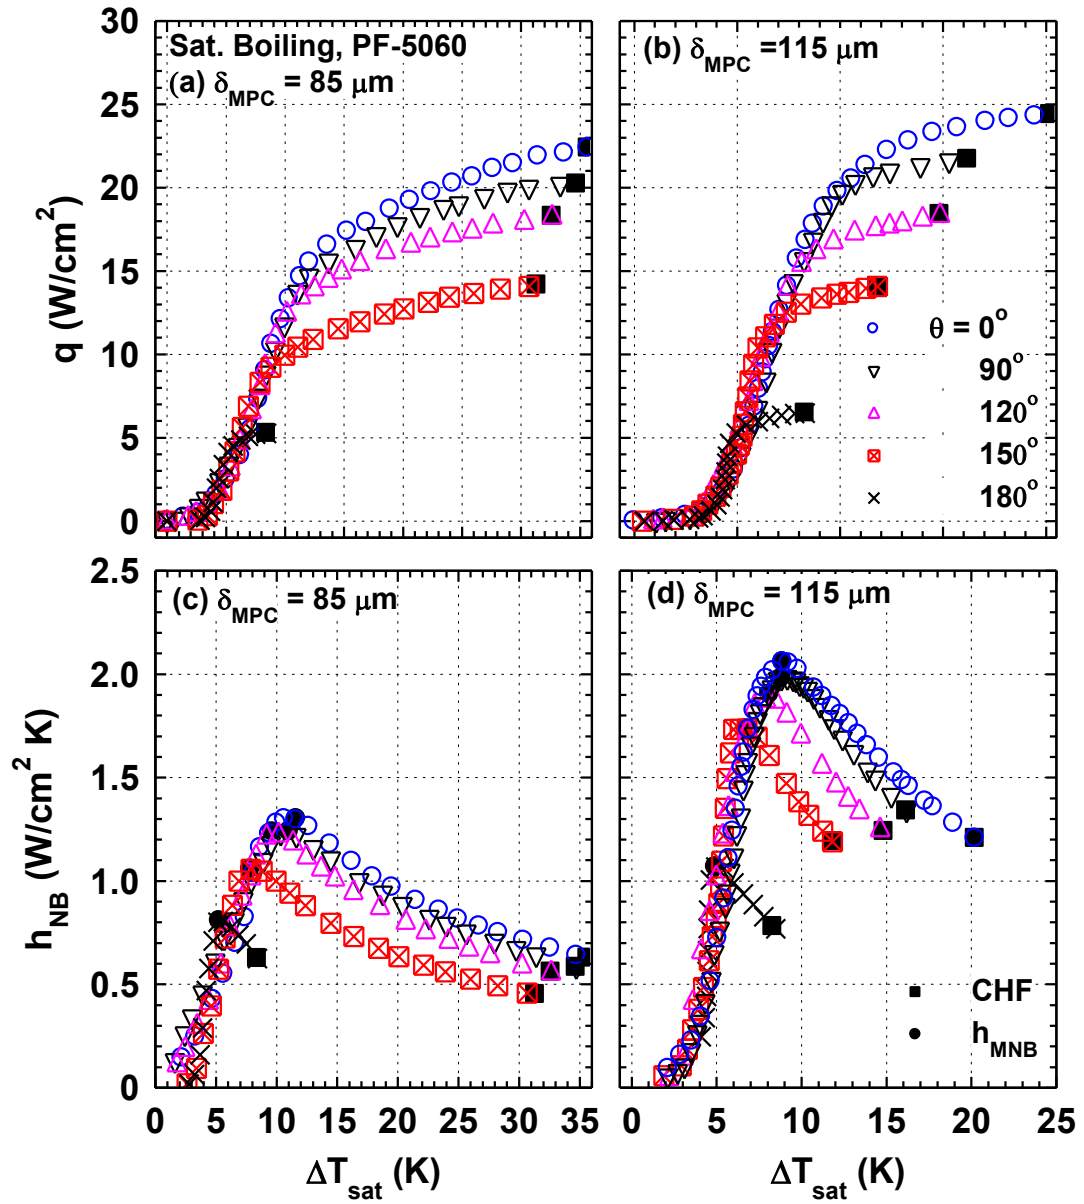 Sat. Boiling, PF-5060
(a) δMPC = 85 μm
(b) δMPC =115 μm
30
25
20
15
10
5
0
q (W/cm2)
θ = 0o
90o
120o
150o
180o
(c) δMPC = 85 μm
(d) δMPC = 115 μm
2.5
2.0
1.5
1.0
0.5
0
hNB (W/cm2 K)
CHF
hMNB
0 5 10 15 20 25 30 35
5 10 15 20 25
ΔTsat (K)
ΔTsat (K)